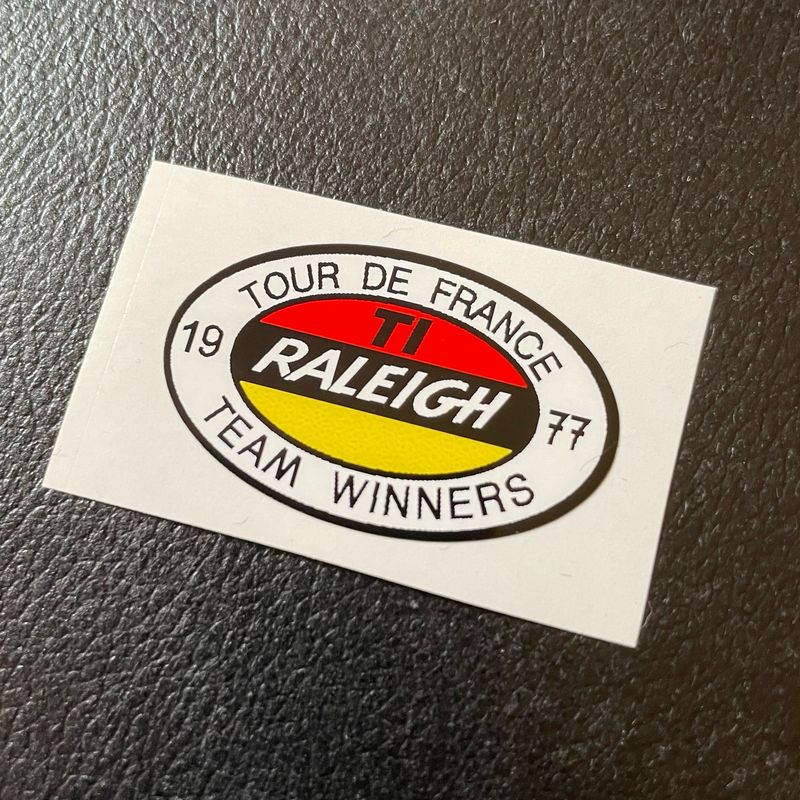 TOUR DE FRANCE
19
TI
RALEIGH
77
TEAM WINNERS